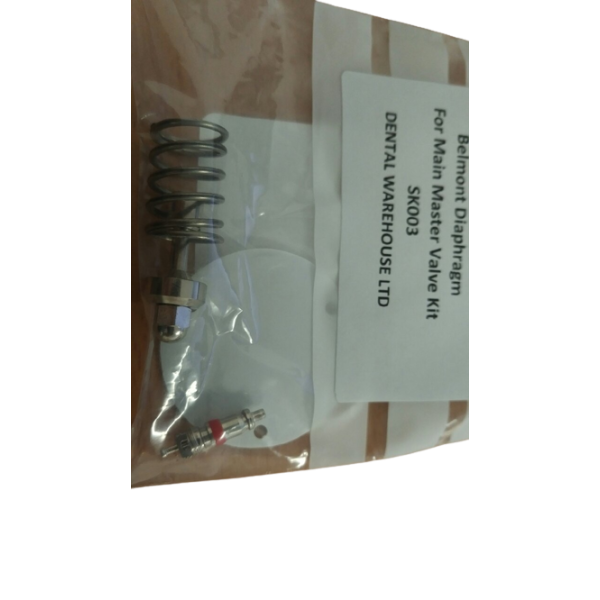 Belmont Diaphragm
For Main Master Valve Kit
SK003
DENTAL WAREHOUSE LTD